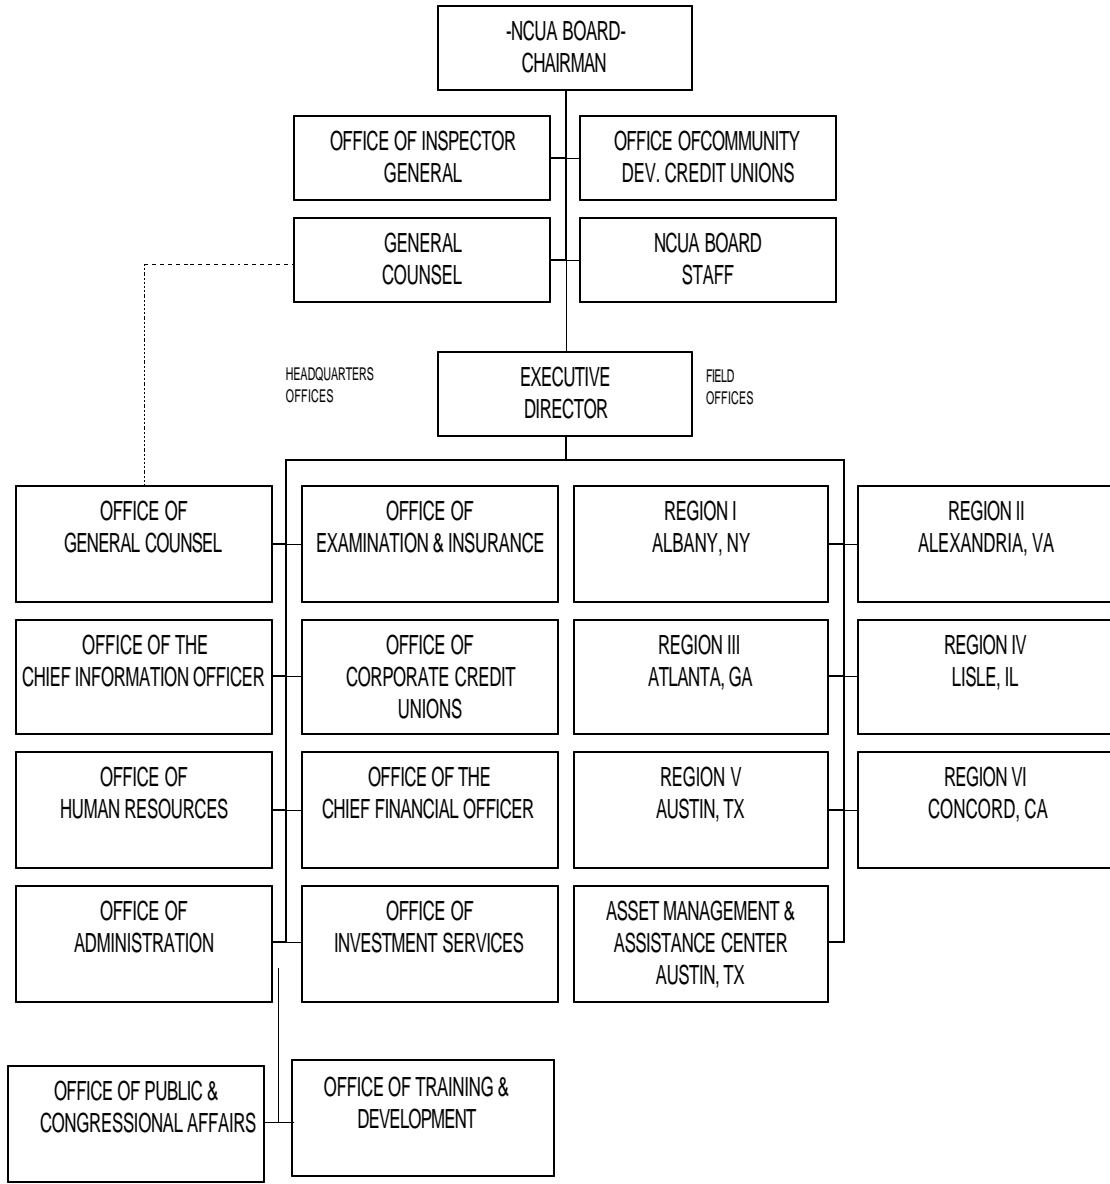 -NCUA BOARD-
CHAIRMAN
OFFICE OF INSPECTOR
GENERAL
OFFICE OFCOMMUNITY
DEV. CREDIT UNIONS
GENERAL
COUNSEL
NCUA BOARD
STAFF
HEADQUARTERS
OFFICES
EXECUTIVE
DIRECTOR
FIELD
OFFICES
OFFICE OF
GENERAL COUNSEL
OFFICE OF
EXAMINATION & INSURANCE
REGION I
ALBANY, NY
REGION II
ALEXANDRIA, VA
OFFICE OF THE
CHIEF INFORMATION OFFICER
OFFICE OF
CORPORATE CREDIT
UNIONS
REGION III
ATLANTA, GA
REGION IV
LISLE, IL
OFFICE OF
HUMAN RESOURCES
OFFICE OF THE
CHIEF FINANCIAL OFFICER
REGION V
AUSTIN, TX
REGION VI
CONCORD, CA
OFFICE OF
ADMINISTRATION
OFFICE OF
INVESTMENT SERVICES
ASSET MANAGEMENT &
ASSISTANCE CENTER
AUSTIN, TX
OFFICE OF PUBLIC &
CONGRESSIONAL AFFAIRS
OFFICE OF TRAINING &
DEVELOPMENT